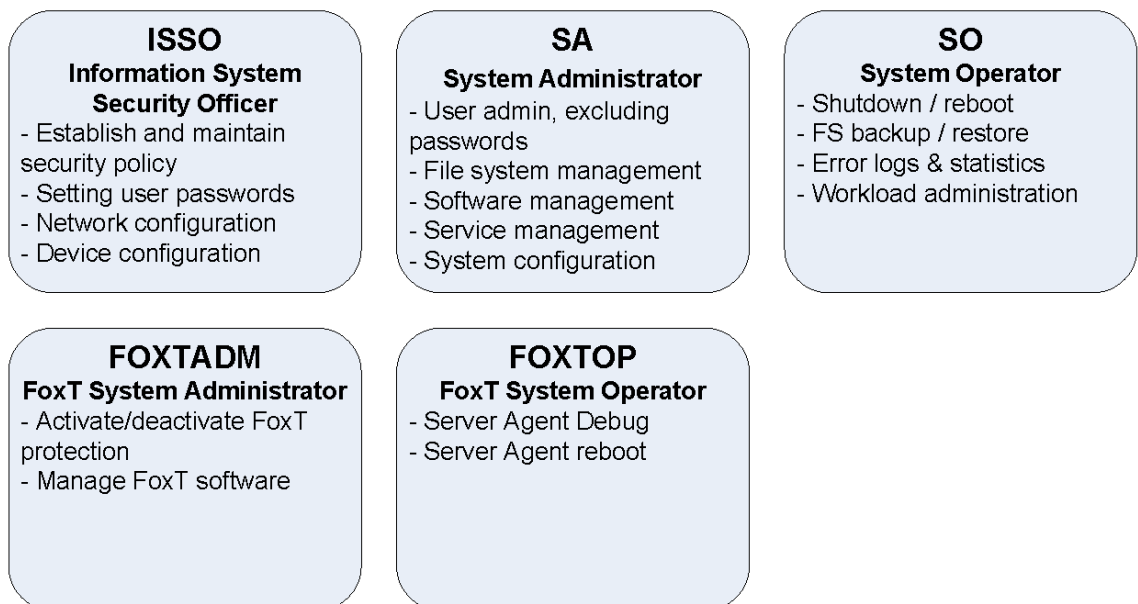 ISSO
Information System
Security Officer
- Establish and maintain
security policy
- Setting user passwords
- Network configuration
- Device configuration
SA
System Administrator
- User admin, excluding
passwords
- File system management
- Software management
- Service management
- System configuration
SO
System Operator
- Shutdown / reboot
- FS backup / restore
- Error logs & statistics
- Workload administration
FOXTADM
FoxT System Administrator
- Activate/deactivate FoxT
protection
- Manage FoxT software
FOXTOP
FoxT System Operator
- Server Agent Debug
- Server Agent reboot